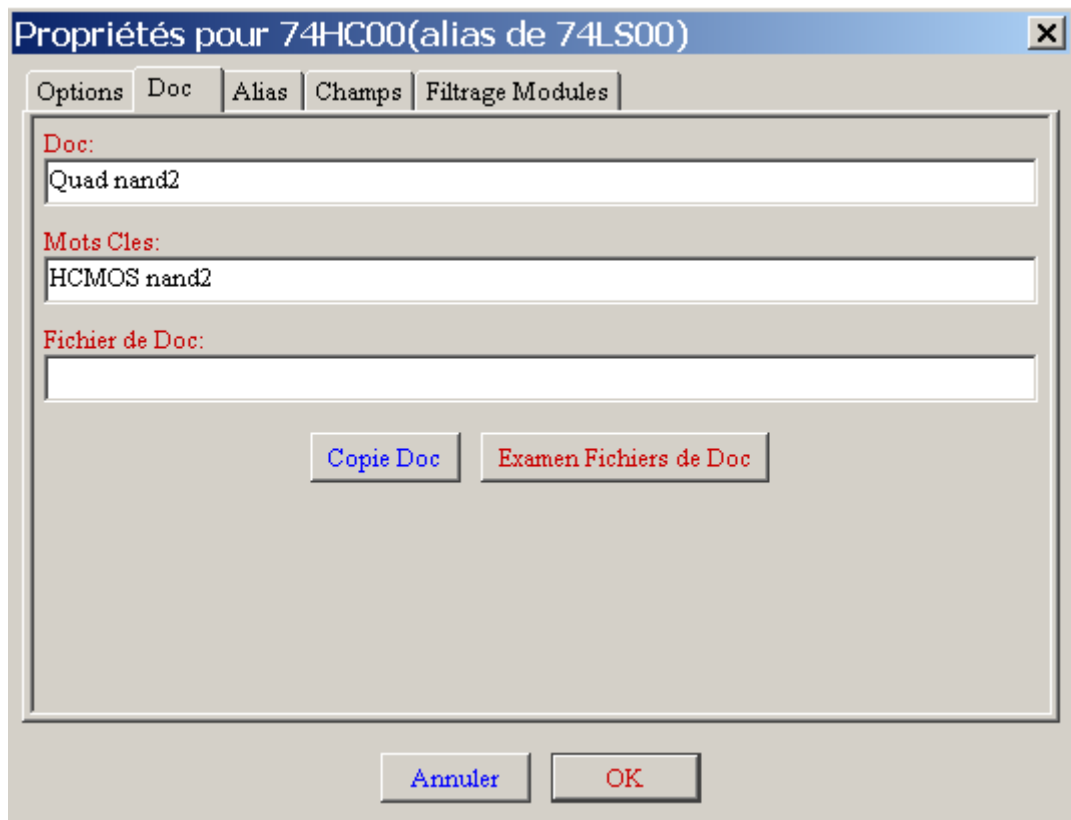 Propriétés pour 74HC00(alias de 74LS00)
Options Doc Alias Champs Filtrage Modules
Doc:
Quad nand2
Mots Cles:
HCMOS nand2
Fichier de Doc:
Copie Doc Examen Fichiers de Doc
Annuler OK